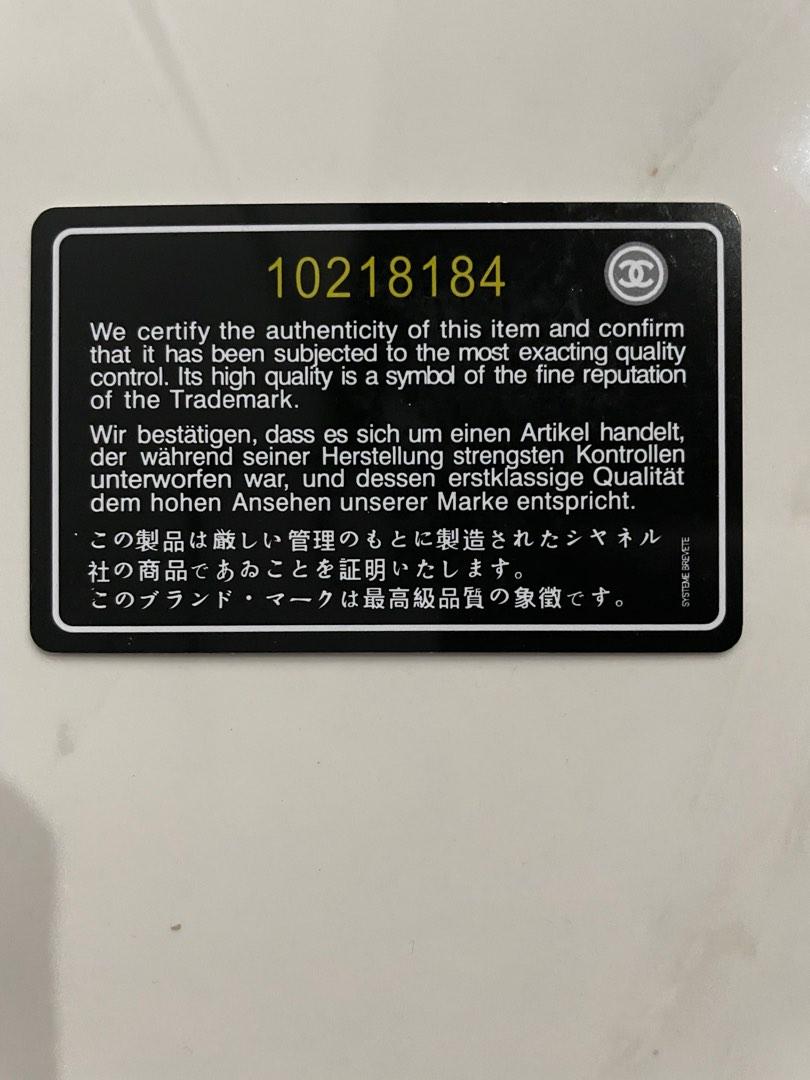 10218184
We certify the authenticity of this item and confirm
that it has been subjected to the most exacting quality
control. Its high quality is a symbol of the fine reputation
of the Trademark.
Wir bestätigen, dass es sich um einen Artikel handelt,
der während seiner Herstellung strengsten Kontrollen
unterworfen war, und dessen erstklassige Qualität
dem hohen Ansehen unserer Marke entspricht.
この製品は厳しい管理のもとに製造されたシヤネル
社の商品であゐことを証明いたします。
このブランド・マークは最高級品質の象徴です。
SYSTEME BREVETE